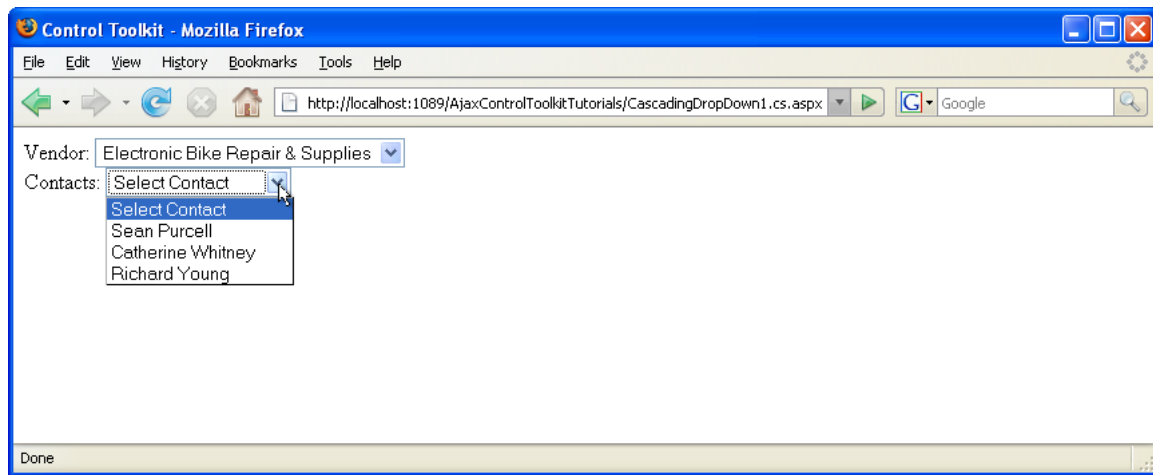 Control Toolkit - Mozilla Firefox
File Edit View History Bookmarks Tools Help
http://localhost:1089/AjaxControlToolkitTutorials/CascadingDropDown1.cs.aspx G Google
Vendor: Electronic Bike Repair & Supplies
Contacts: Select Contact
Select Contact
Sean Purcell
Catherine Whitney
Richard Young
Done